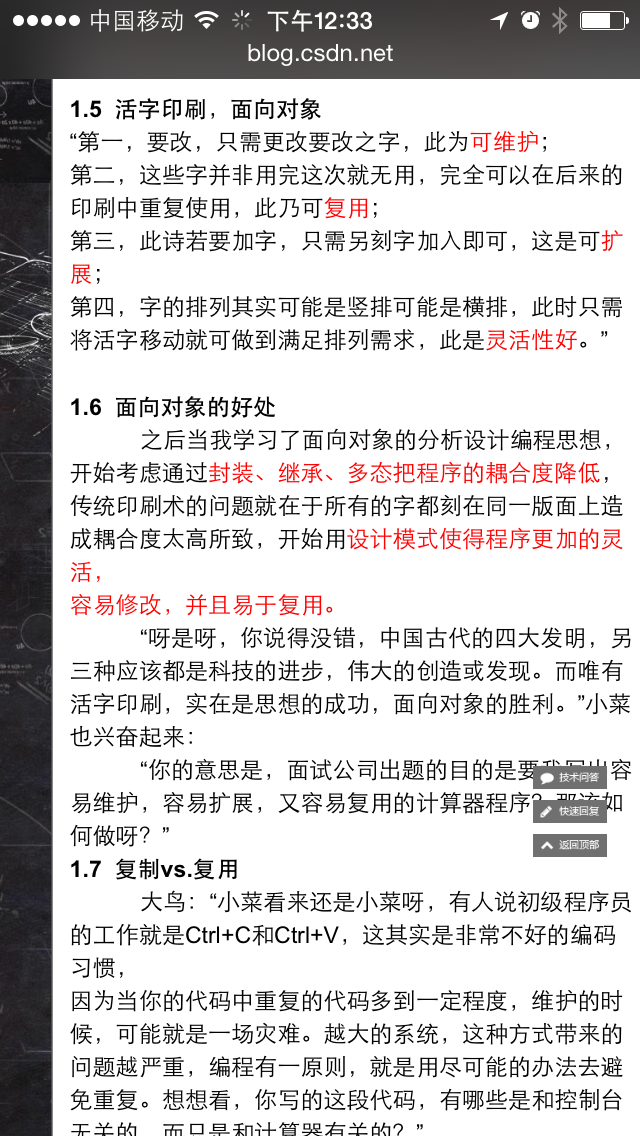 中国移动 下午12:33
blog.csdn.net
1.5 活字印刷，面向对象
“第一，要改，只需更改要改之字，此为可维护；
第二，这些字并非用完这次就无用，完全可以在后来的
印刷中重复使用，此乃可复用；
第三，此诗若要加字，只需另刻字加入即可，这是可扩
展；
第四，字的排列其实可能是竖排可能是横排，此时只需
将活字移动就可做到满足排列需求，此是灵活性好。”
1.6 面向对象的好处
之后当我学习了面向对象的分析设计编程思想，
开始考虑通过封装、继承、多态把程序的耦合度降低，
传统印刷术的问题就在于所有的字都刻在同一版面上造
成耦合度太高所致，开始用设计模式使得程序更加的灵
活，
容易修改，并且易于复用。
“呀是呀，你说得没错，中国古代的四大发明，另
三种应该都是科技的进步，伟大的创造或发现。而唯有
活字印刷，实在是思想的成功，面向对象的胜利。”小菜
也兴奋起来：
“你的意思是，面试公司出题的目的是要我写出容
技术问答
易维护，容易扩展，又容易复用的计算器程序？那该如
快速回复
何做呀？”
返回顶部
1.7 复制vs.复用
大鸟：“小菜看来还是小菜呀，有人说初级程序员
的工作就是Ctrl+C和Ctrl+V，这其实是非常不好的编码
习惯，
因为当你的代码中重复的代码多到一定程度，维护的时
候，可能就是一场灾难。越大的系统，这种方式带来的
问题越严重，编程有一原则，就是用尽可能的办法去避
免重复。想想看，你写的这段代码，有哪些是和控制台
无关的，而只是和计算器有关的？”